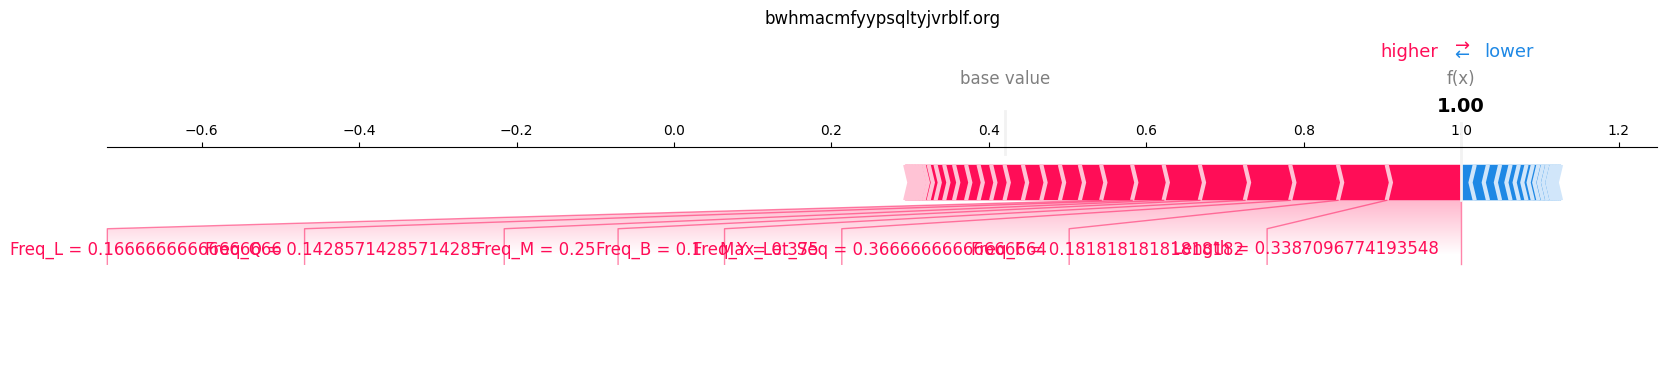 bwhmacmfyypsqltyjvrblf.org
higher → ← lower
base value f(x)
1.00
−0.6 −0.4 −0.2 0.0 0.2 0.4 0.6 0.8 1.0 1.2
Freq_L = 0.16666666666666666 Freq_Q = 0.14285714285714285 Freq_M = 0.25 Freq_B = 0.1 Freq_Y = 0.375 Max_Let_Seq = 0.36666666666666664 Freq_F = 0.18181818181818182 Length = 0.3387096774193548